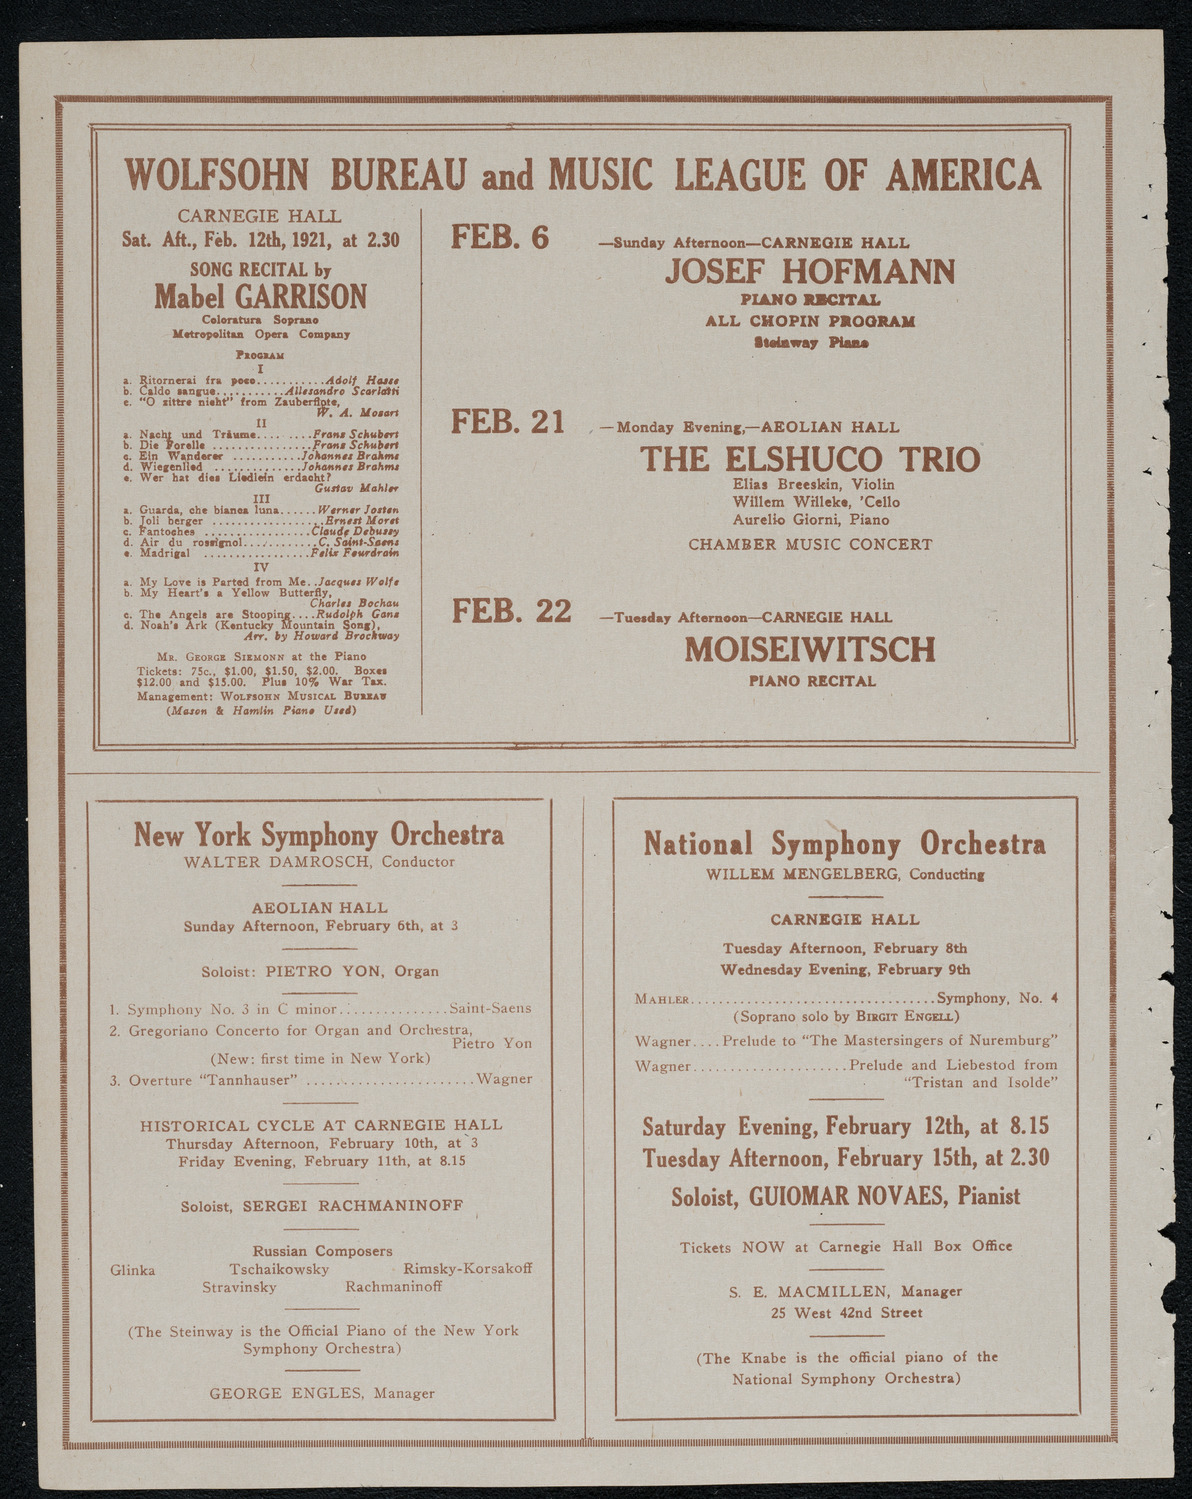 WOLFSOHN BUREAU and MUSIC LEAGUE OF AMERICA
CARNEGIE HALL
Sat. Aft., Feb. 12th, 1921, at 2.30
SONG RECITAL by
Mabel GARRISON
Coloratura Soprano
Metropolitan Opera Company
PROGRAM
I
a. Ritornerai fra poco...........Adolf Hasse
b. Caldo sangue...........Allesandro Scarlatti
c. "O zittre nicht" from Zauberflote,
W. A. Mozart
II
a. Nacht und Träume.... ....Franz Schubert
b. Die Forelle ................Franz Schubert
c. Ein Wanderer ...........Johannes Brahms
d. Wiegenlied .............Johannes Brahms
e. Wer hat dies Liedlein erdacht?
Gustav Mahler
III
a. Guarda, che bianca luna......Werner Josten
b. Joli berger ..................Ernest Moret
c. Fantoches .................Claude Debussy
d. Air du rossignol............C. Saint-Saens
e. Madrigal .................Felix Fourdrain
IV
a. My Love is Parted from Me..Jacques Wolfe
b. My Heart's a Yellow Butterfly,
Charles Bochau
c. The Angels are Stooping....Rudolph Ganz
d. Noah's Ark (Kentucky Mountain Song),
Arr. by Howard Brockway
MR. GEORGE SIEMONN at the Piano
Tickets: 75c., $1.00, $1.50, $2.00. Boxes
$12.00 and $15.00. Plus 10% War Tax.
Management: WOLFSOHN MUSICAL BUREAU
(Mason & Hamlin Piano Used)
FEB. 6 —Sunday Afternoon—CARNEGIE HALL
JOSEF HOFMANN
PIANO RECITAL
ALL CHOPIN PROGRAM
Steinway Piano
FEB. 21 —Monday Evening,—AEOLIAN HALL
THE ELSHUCO TRIO
Elias Breeskin, Violin
Willem Willeke, 'Cello
Aurelio Giorni, Piano
CHAMBER MUSIC CONCERT
FEB. 22 —Tuesday Afternoon—CARNEGIE HALL
MOISEIWITSCH
PIANO RECITAL
New York Symphony Orchestra
WALTER DAMROSCH, Conductor
AEOLIAN HALL
Sunday Afternoon, February 6th, at 3
Soloist: PIETRO YON, Organ
1. Symphony No. 3 in C minor...............Saint-Saens
2. Gregoriano Concerto for Organ and Orchestra,
Pietro Yon
(New: first time in New York)
3. Overture "Tannhauser" .......................Wagner
HISTORICAL CYCLE AT CARNEGIE HALL
Thursday Afternoon, February 10th, at 3
Friday Evening, February 11th, at 8.15
Soloist, SERGEI RACHMANINOFF
Russian Composers
Glinka Tschaikowsky Rimsky-Korsakoff
Stravinsky Rachmaninoff
(The Steinway is the Official Piano of the New York
Symphony Orchestra)
GEORGE ENGLES, Manager
National Symphony Orchestra
WILLEM MENGELBERG, Conducting
CARNEGIE HALL
Tuesday Afternoon, February 8th
Wednesday Evening, February 9th
MAHLER.................................Symphony, No. 4
(Soprano solo by BIRGIT ENGELL)
Wagner....Prelude to "The Mastersingers of Nuremburg"
Wagner.....................Prelude and Liebestod from
"Tristan and Isolde"
Saturday Evening, February 12th, at 8.15
Tuesday Afternoon, February 15th, at 2.30
Soloist, GUIOMAR NOVAES, Pianist
Tickets NOW at Carnegie Hall Box Office
S. E. MACMILLEN, Manager
25 West 42nd Street
(The Knabe is the official piano of the
National Symphony Orchestra)